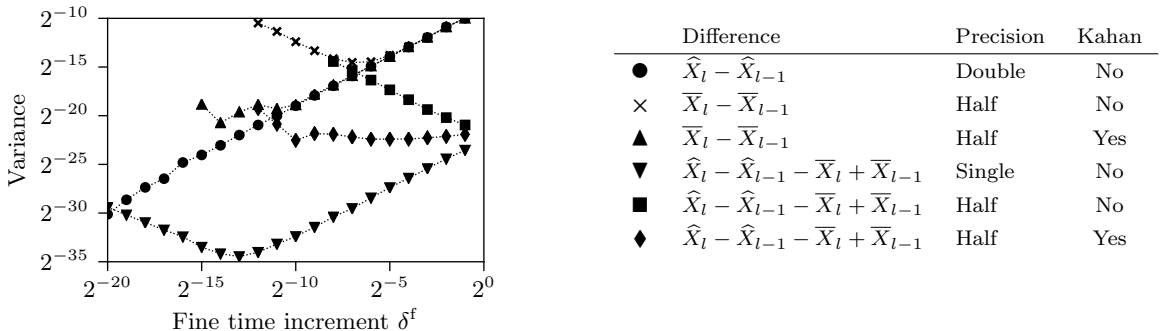 2^{-10}
2^{-15}
2^{-20}
2^{-25}
2^{-30}
2^{-35}
Variance
2^{-20} 2^{-15} 2^{-10} 2^{-5} 2^{0}
Fine time increment δ^f
Difference Precision Kahan
● X̂_l − X̂_{l−1} Double No
× X̅_l − X̅_{l−1} Half No
▲ X̅_l − X̅_{l−1} Half Yes
▼ X̂_l − X̂_{l−1} − X̅_l + X̅_{l−1} Single No
■ X̂_l − X̂_{l−1} − X̅_l + X̅_{l−1} Half No
♦ X̂_l − X̂_{l−1} − X̅_l + X̅_{l−1} Half Yes